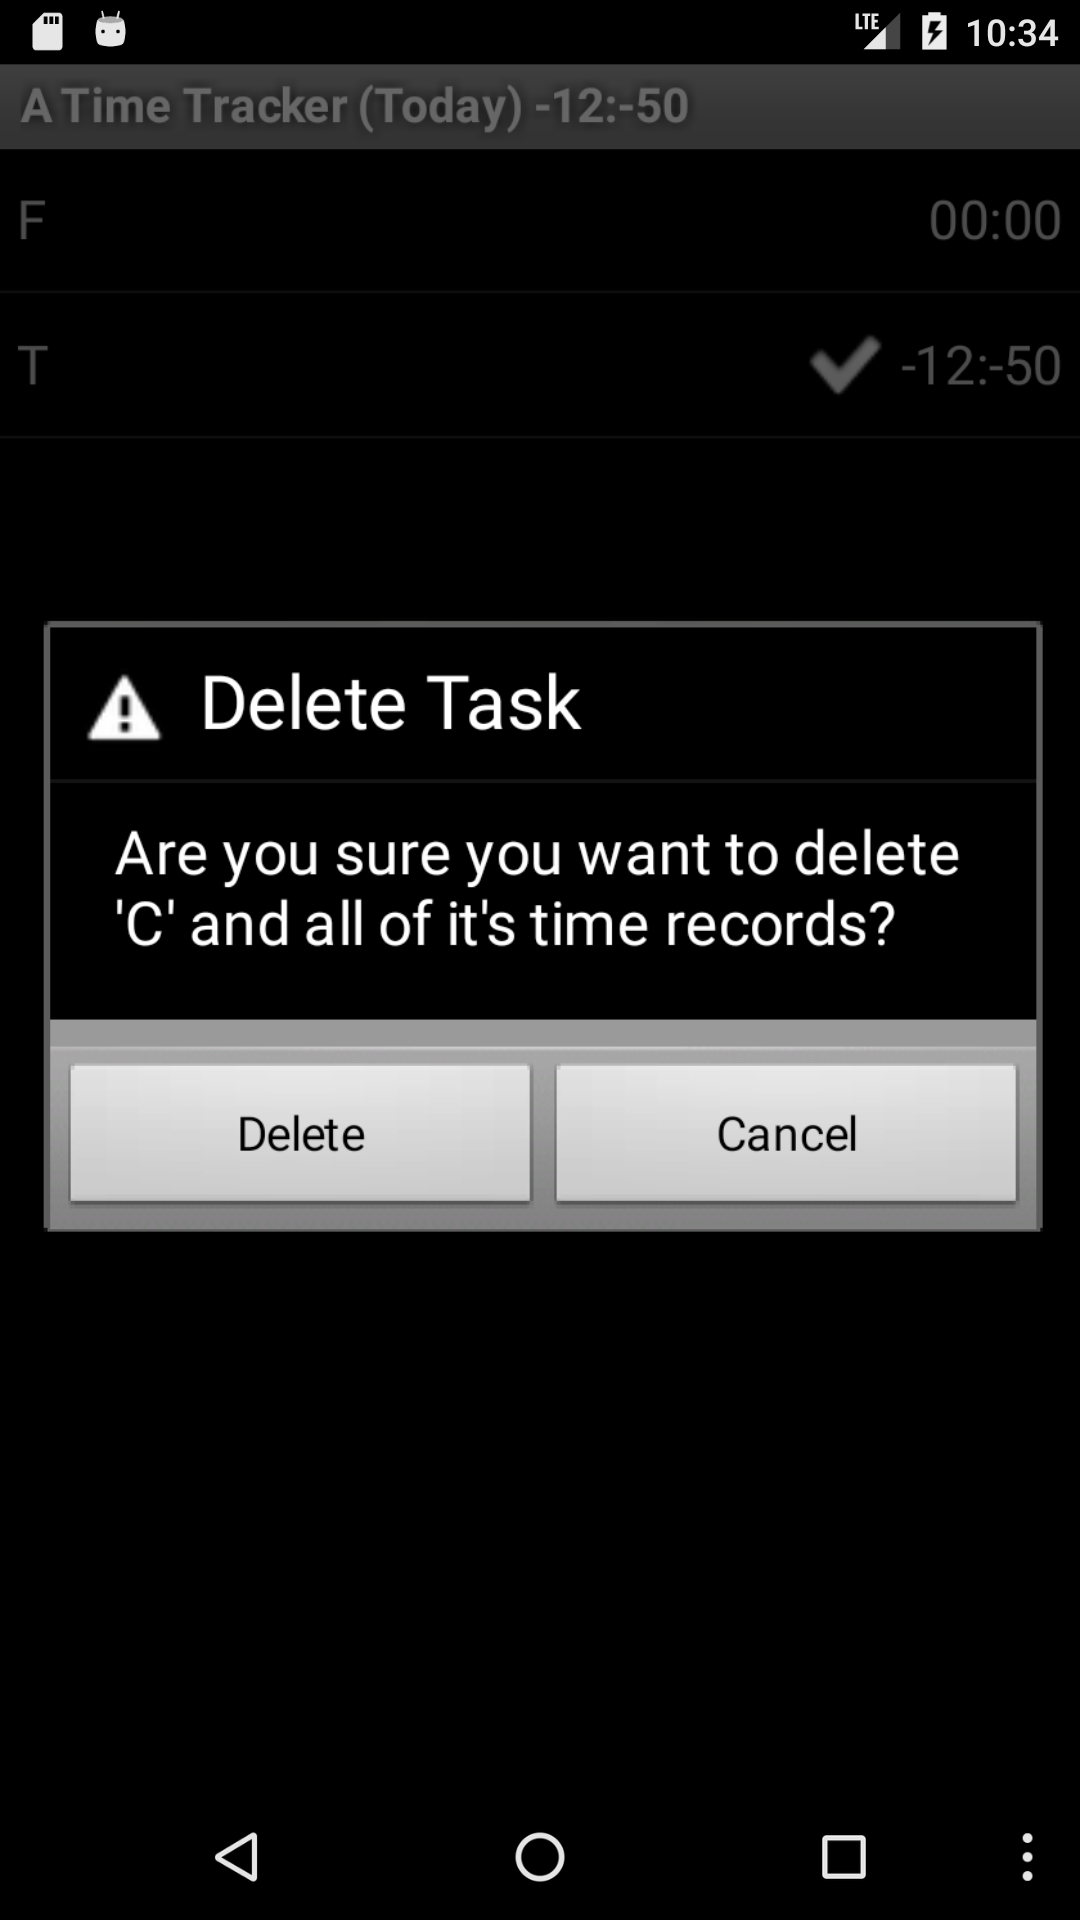 LTE 10:34
A Time Tracker (Today) -12:-50
F 00:00
T -12:-50
Delete Task
Are you sure you want to delete
'C' and all of it's time records?
Delete Cancel